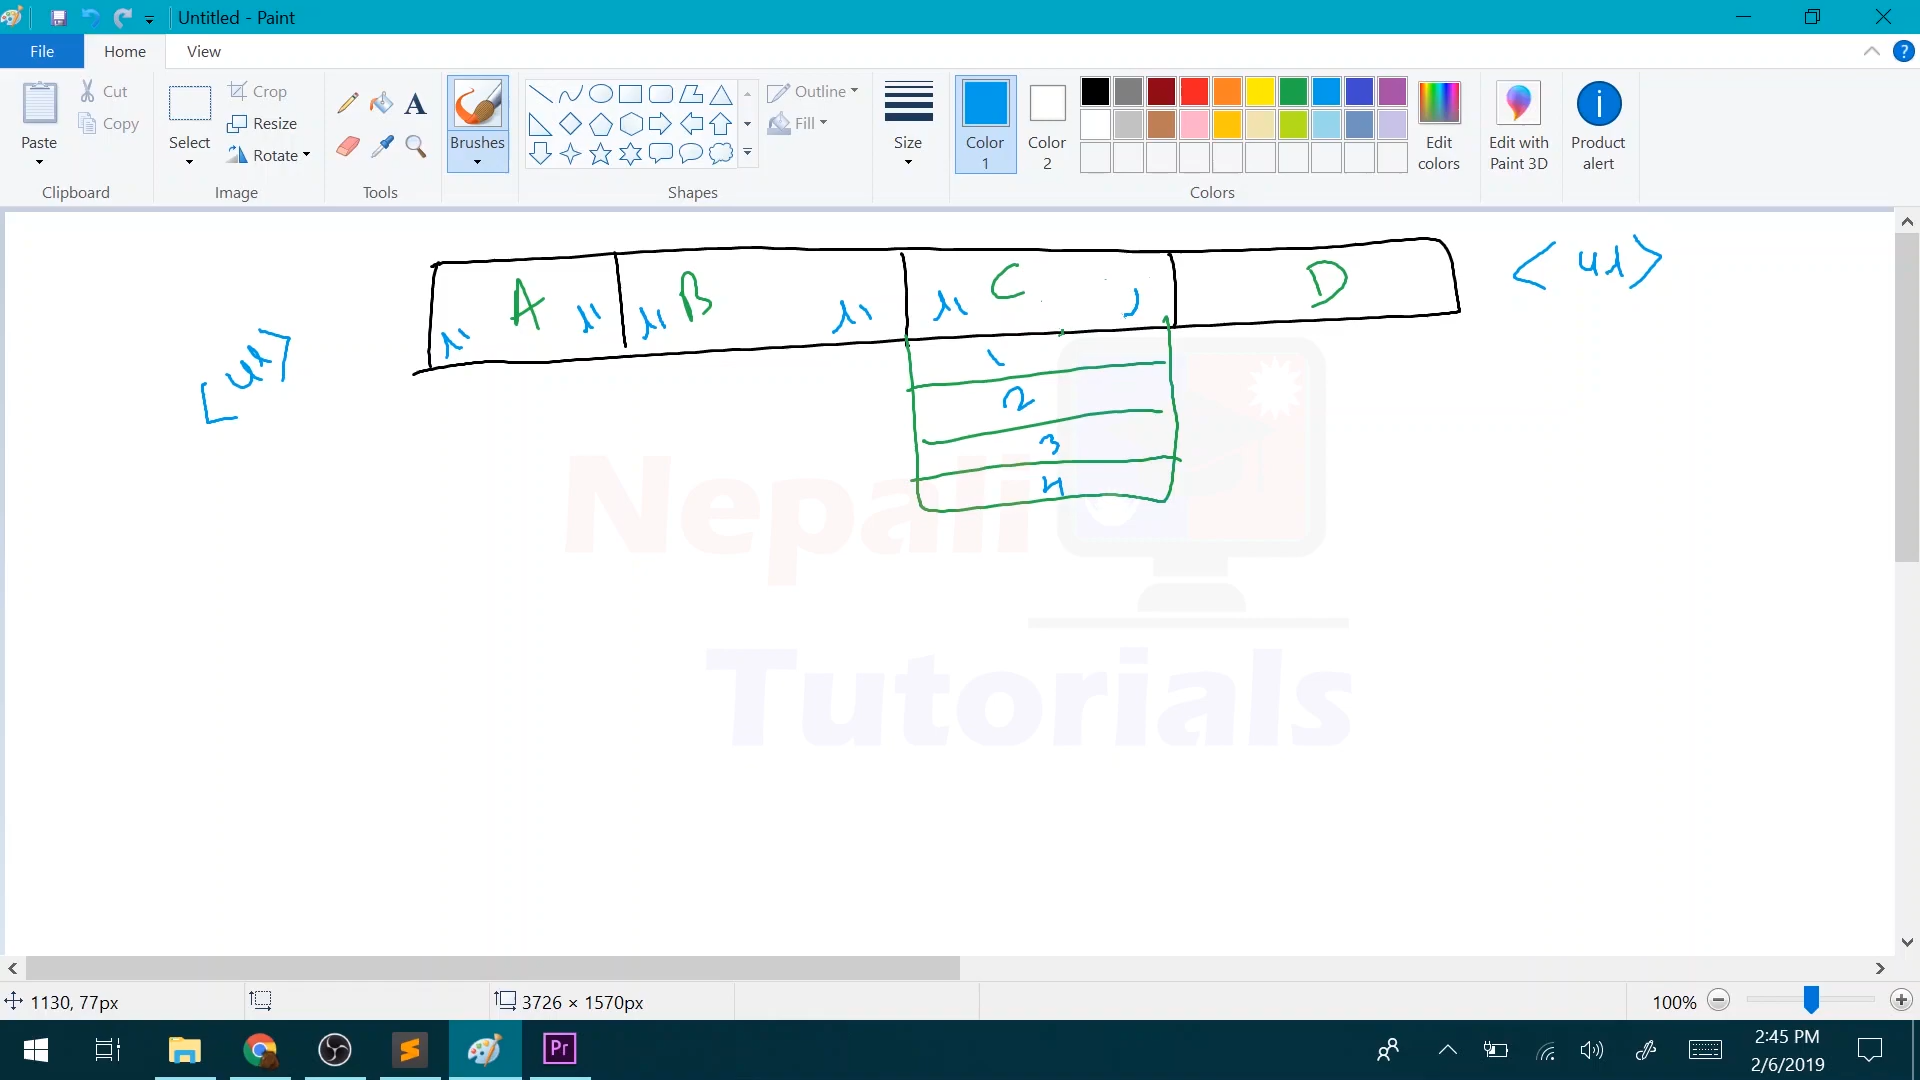 Untitled - Paint
File Home View
Paste
Cut
Copy
Clipboard
Select
Crop
Resize
Rotate
Image
Tools
Brushes
Shapes
Outline
Fill
Size
Color 1
Color 2
Colors
Edit colors
Edit with Paint 3D
Product alert
A B C D
<ul>
1
2
3
4
Nepali
Tutorials
1130, 77px
3726 × 1570px
100%
Pr
2:45 PM
2/6/2019